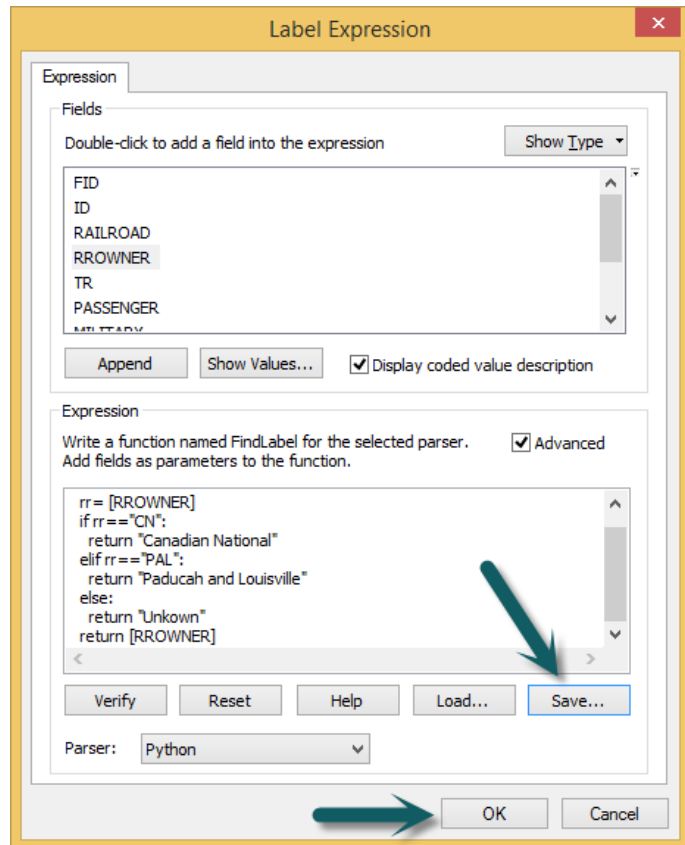 Label Expression
Expression
Fields
Double-click to add a field into the expression
Show Type
FID
ID
RAILROAD
RROWNER
TR
PASSENGER
MILITARY
Append
Show Values...
Display coded value description
Expression
Write a function named FindLabel for the selected parser.
Add fields as parameters to the function.
Advanced
rr= [RROWNER]
if rr=="CN":
return "Canadian National"
elif rr=="PAL":
return "Paducah and Louisville"
else:
return "Unkown"
return [RROWNER]
Verify
Reset
Help
Load...
Save...
Parser:
Python
OK
Cancel